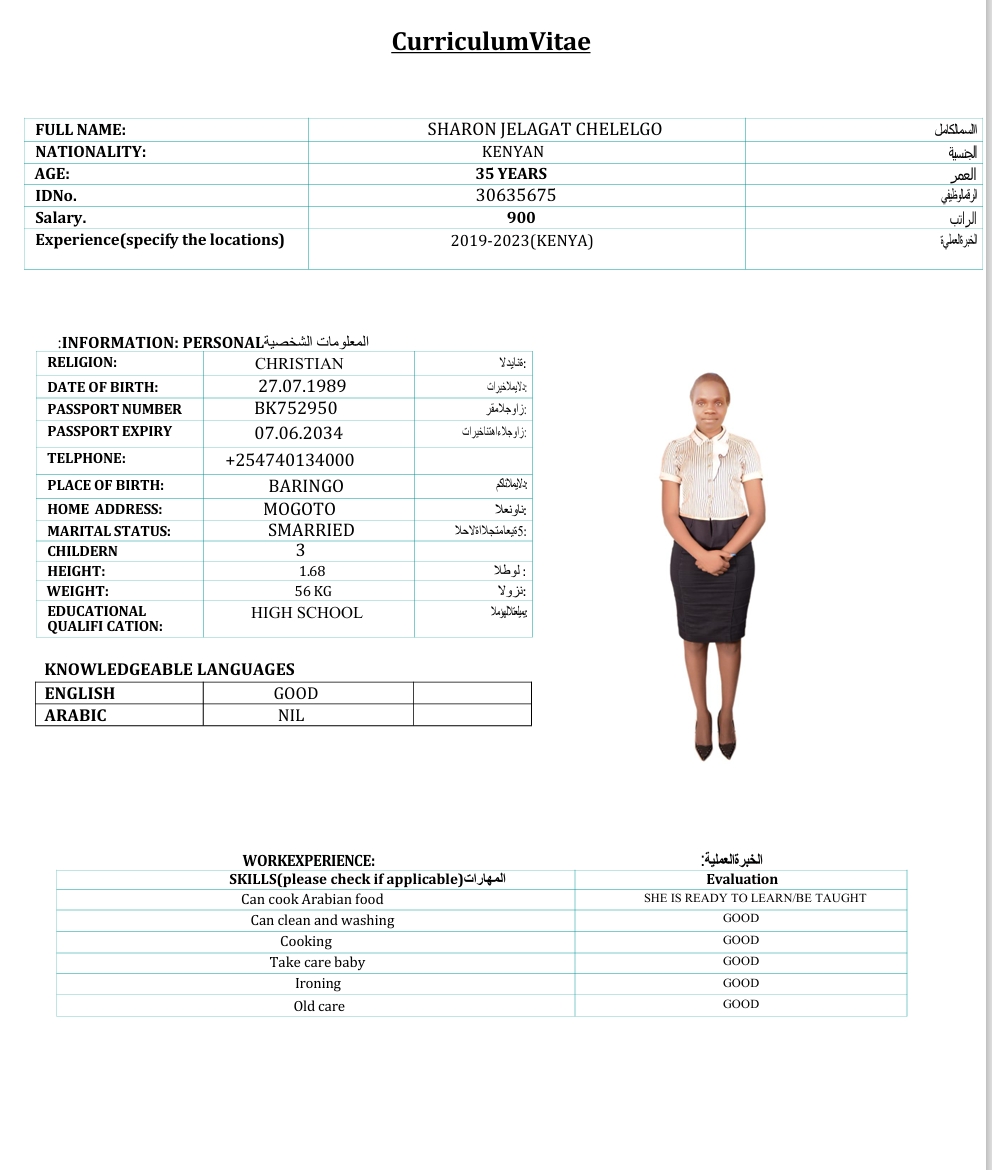 CurriculumVitae
FULL NAME: SHARON JELAGAT CHELELGO االسمالكامل
NATIONALITY: KENYAN الجنسية
AGE: 35 YEARS العمر
IDNo. 30635675 الرقمالوظيفي
Salary. 900 الراتب
Experience(specify the locations) 2019-2023(KENYA) الخبرةالعملية
:INFORMATION: PERSONALالمعلومات الشخصية
RELIGION: CHRISTIAN :ةنايدلا
DATE OF BIRTH: 27.07.1989
PASSPORT NUMBER BK752950 :زاوجلامقر
PASSPORT EXPIRY 07.06.2034 :زاوجلاءاهتناخيرات
TELPHONE: +254740134000
PLACE OF BIRTH: BARINGO
HOME ADDRESS: MOGOTO :ناونعلا
MARITAL STATUS: SMARRIED :5ةيعامتجلااةلاحلا
CHILDERN 3
HEIGHT: 1.68 : لوطلا
WEIGHT: 56 KG :نزولا
EDUCATIONAL HIGH SCHOOL
QUALIFI CATION:
KNOWLEDGEABLE LANGUAGES
ENGLISH GOOD
ARABIC NIL
WORKEXPERIENCE: الخبرةالعملية:
SKILLS(please check if applicable)المهارات Evaluation
Can cook Arabian food SHE IS READY TO LEARN/BE TAUGHT
Can clean and washing GOOD
Cooking GOOD
Take care baby GOOD
Ironing GOOD
Old care GOOD